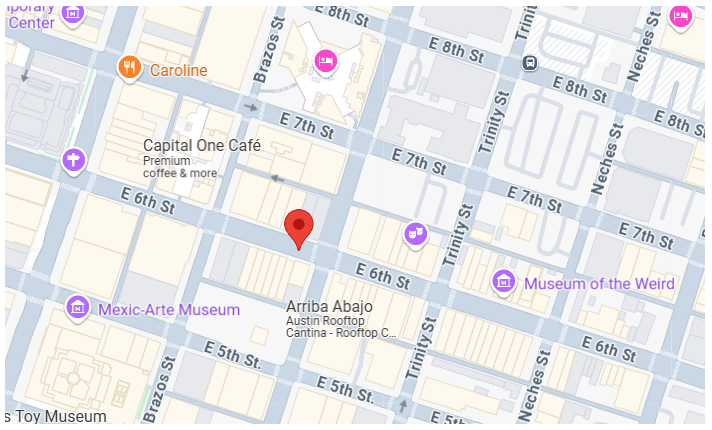 iporary
Center
E 8th St
Trinity St
Neches St
Brazos St
E 8th St
Caroline
E 8th St
E 8th St
E 7th St
Trinity St
Capital One Café
Premium
coffee & more
E 7th St
Neches St
E 7th St
E 6th St
Trinity St
E 7th St
E 6th St
Museum of the Weird
Mexic-Arte Museum
Arriba Abajo
Austin Rooftop
Cantina - Rooftop C...
E 6th St
E 5th St.
Trinity St
Brazos St
E 5th St
Neches St
s Toy Museum
E 5th